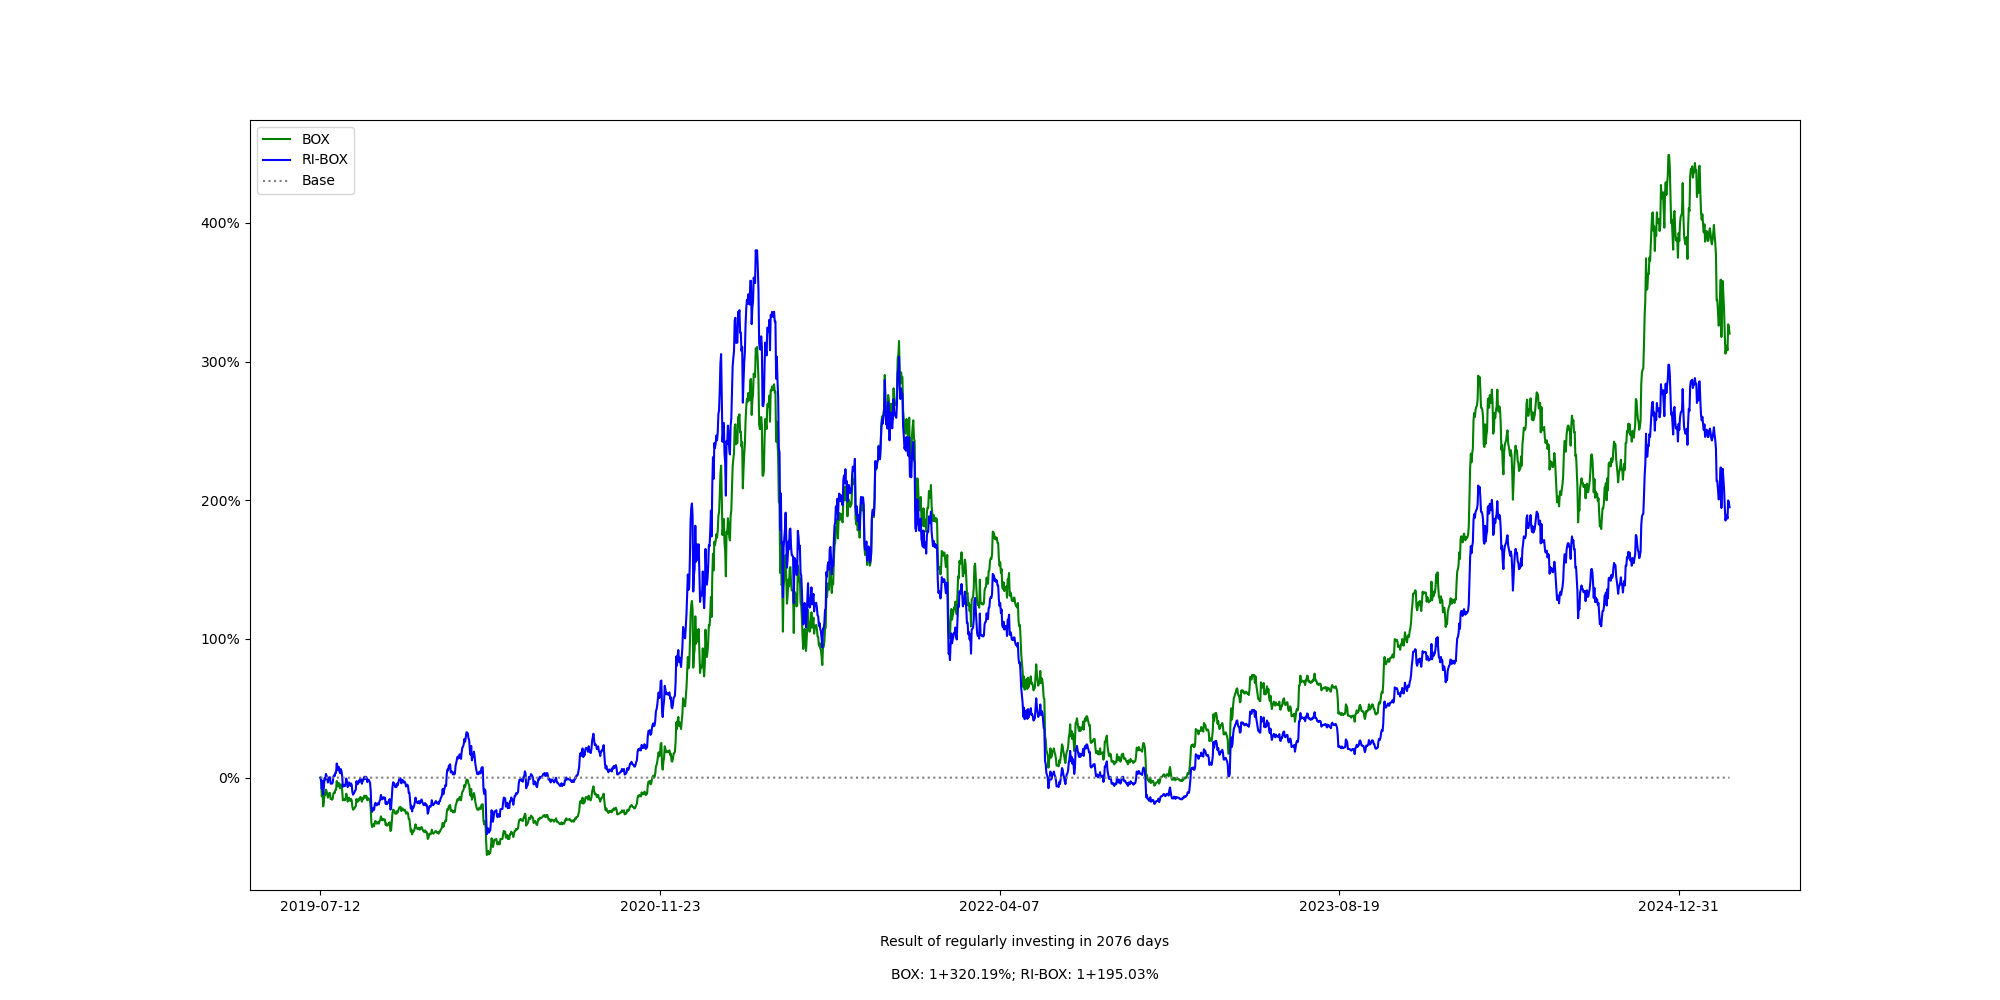 BOX
RI-BOX
Base
400%
300%
200%
100%
0%
2019-07-12
2020-11-23
2022-04-07
2023-08-19
2024-12-31
Result of regularly investing in 2076 days
BOX: 1+320.19%; RI-BOX: 1+195.03%